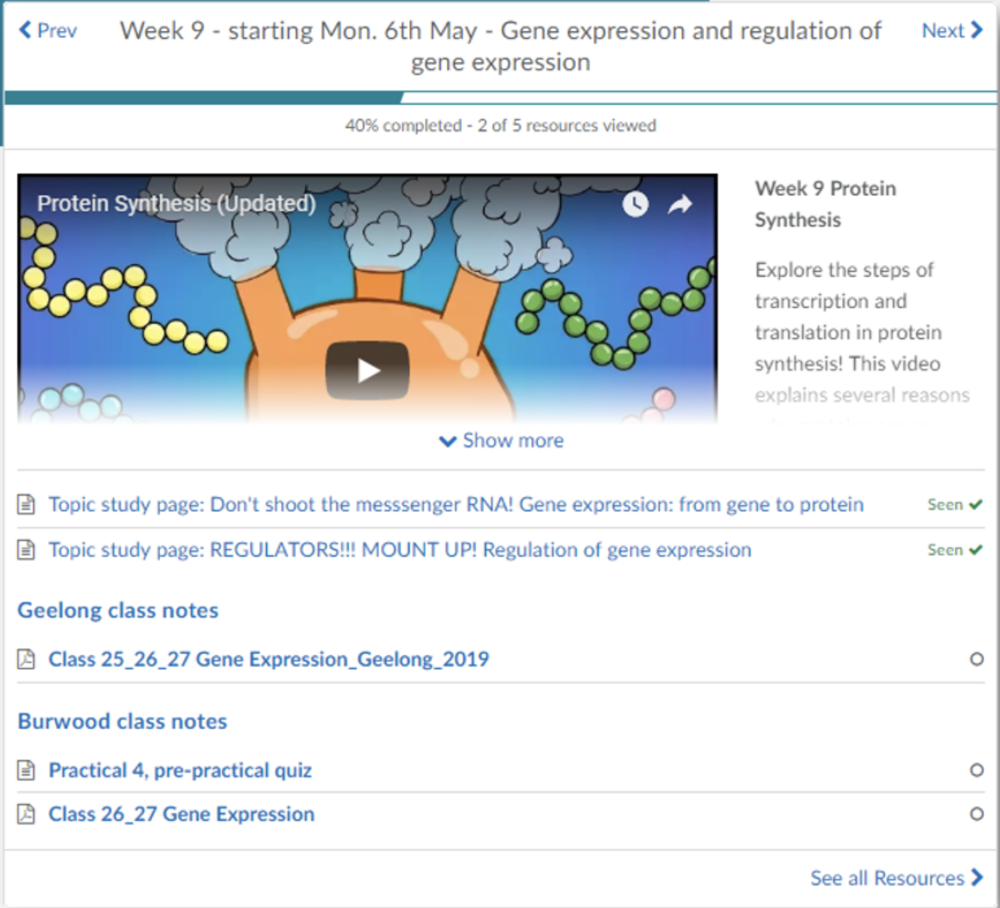 Prev
Week 9 - starting Mon. 6th May - Gene expression and regulation of
gene expression
Next
40% completed - 2 of 5 resources viewed
Protein Synthesis (Updated)
Week 9 Protein
Synthesis
Explore the steps of
transcription and
translation in protein
synthesis! This video
explains several reasons
Show more
Topic study page: Don't shoot the messsenger RNA! Gene expression: from gene to protein
Seen
Topic study page: REGULATORS!!! MOUNT UP! Regulation of gene expression
Seen
Geelong class notes
Class 25_26_27 Gene Expression_Geelong_2019
Burwood class notes
Practical 4, pre-practical quiz
Class 26_27 Gene Expression
See all Resources